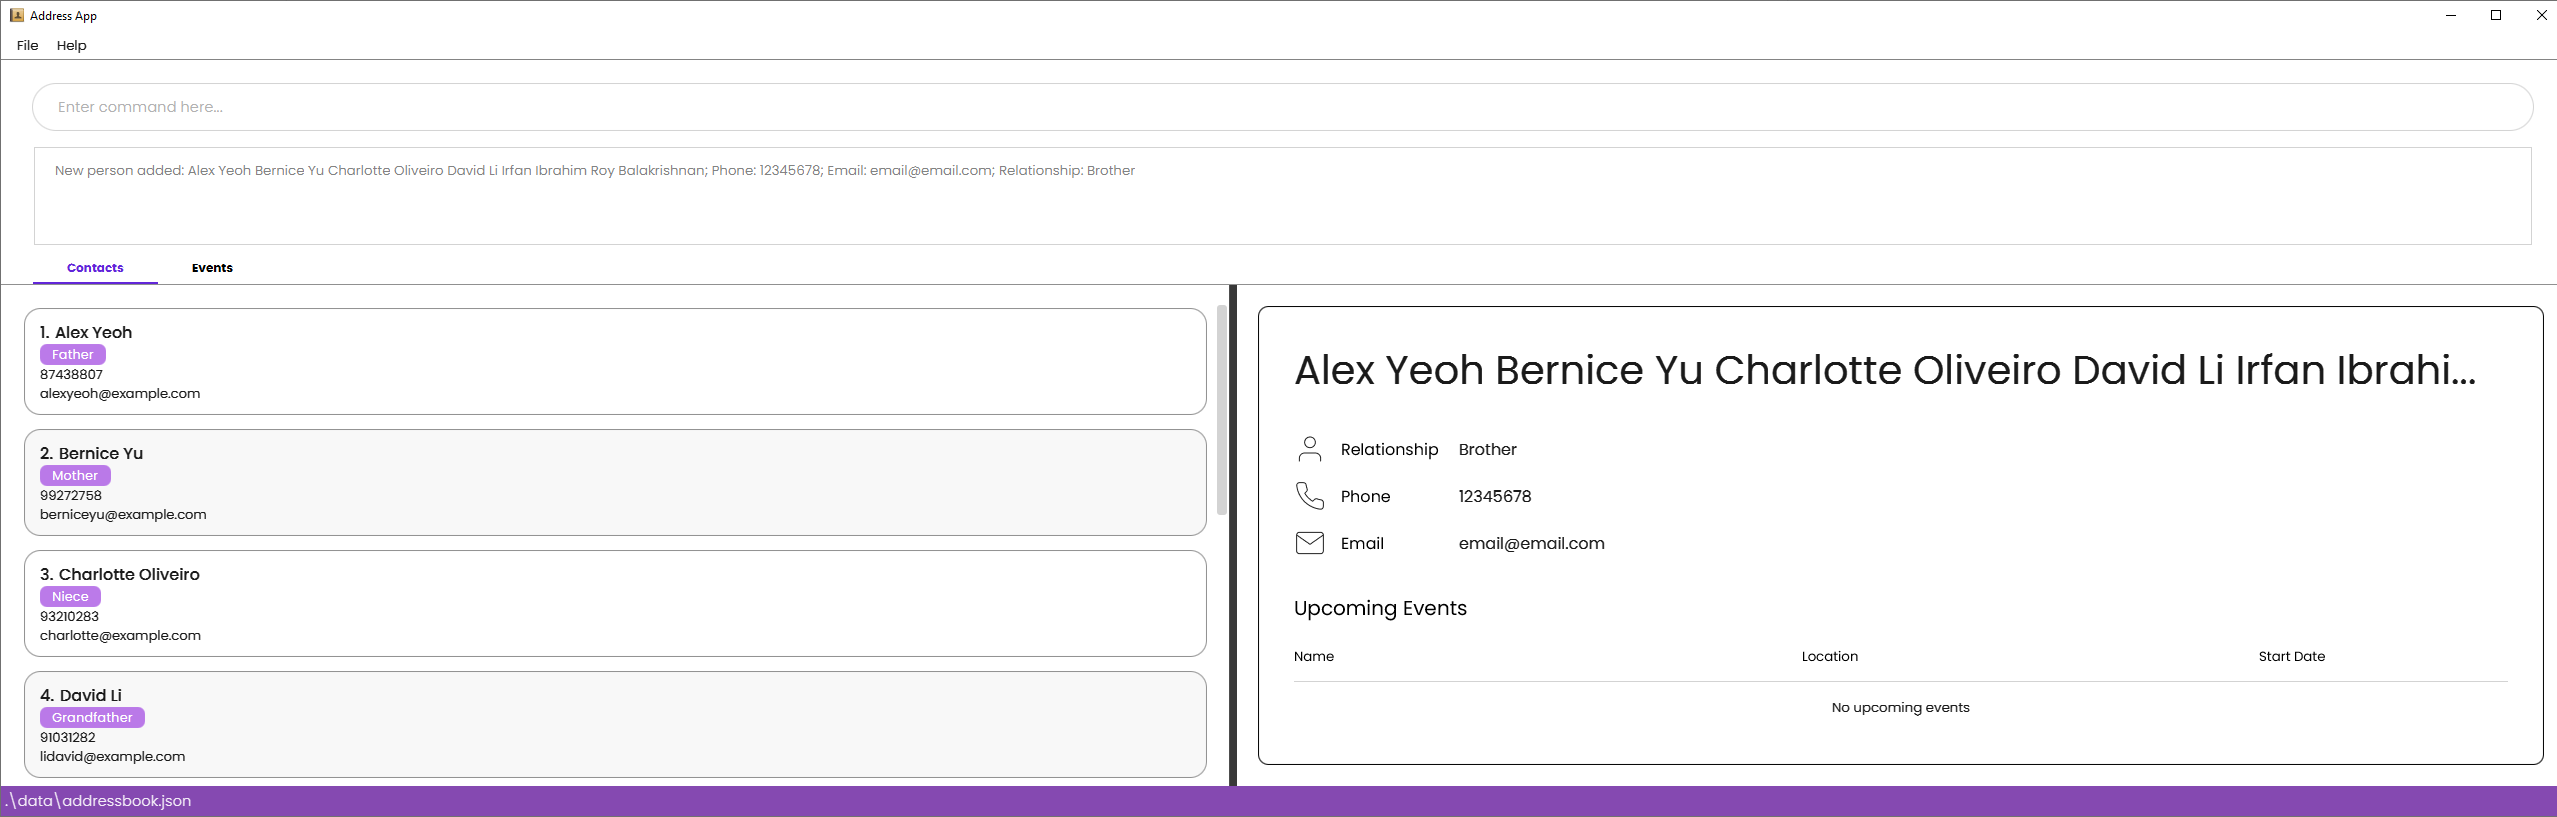 Address App
File Help
Enter command here...
New person added: Alex Yeoh Bernice Yu Charlotte Oliveiro David Li Irfan Ibrahim Roy Balakrishnan; Phone: 12345678; Email: email@email.com; Relationship: Brother
Contacts Events
1. Alex Yeoh
Father
87438807
alexyeoh@example.com
2. Bernice Yu
Mother
99272758
berniceyu@example.com
3. Charlotte Oliveiro
Niece
93210283
charlotte@example.com
4. David Li
Grandfather
91031282
lidavid@example.com
Alex Yeoh Bernice Yu Charlotte Oliveiro David Li Irfan Ibrahi...
Relationship Brother
Phone 12345678
Email email@email.com
Upcoming Events
Name Location Start Date
No upcoming events
.\data\addressbook.json